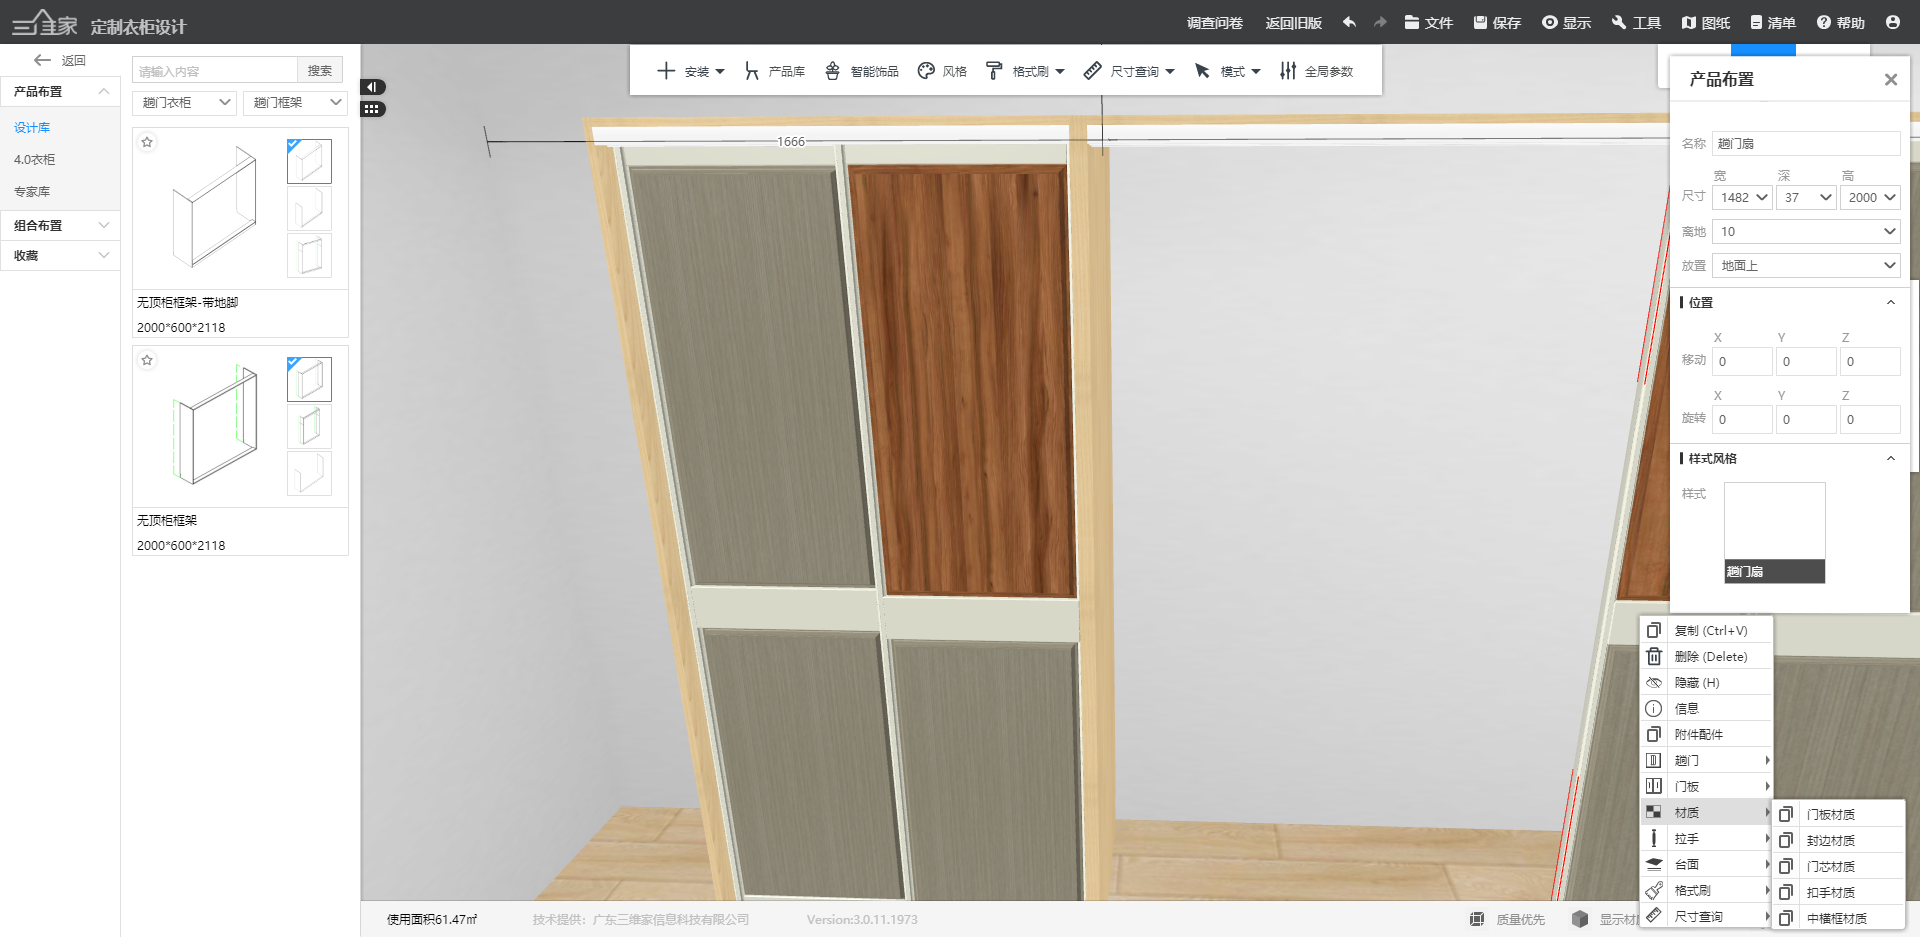 三维家 定制衣柜设计
调查问卷 返回旧版 文件 保存 显示 工具 图纸 清单 帮助
返回
产品布置
设计库
4.0衣柜
专家库
组合布置
收藏
请输入内容 搜索
趟门衣柜 趟门框架
无顶柜框架-带地脚
2000*600*2118
无顶柜框架
2000*600*2118
安装 产品库 智能饰品 风格 格式刷 尺寸查询 模式 全局参数
1666
产品布置
名称 趟门扇
宽 深 高
尺寸 1482 37 2000
离地 10
放置 地面上
位置
X Y Z
移动 0 0 0
X Y Z
旋转 0 0 0
样式风格
样式
趟门扇
复制 (Ctrl+V)
删除 (Delete)
隐藏 (H)
信息
附件配件
趟门
门板
材质
拉手
台面
格式刷
尺寸查询
门板材质
封边材质
门芯材质
扣手材质
中横框材质
使用面积61.47㎡ 技术提供：广东三维家信息科技有限公司 Version:3.0.11.1973 质量优先 显示材